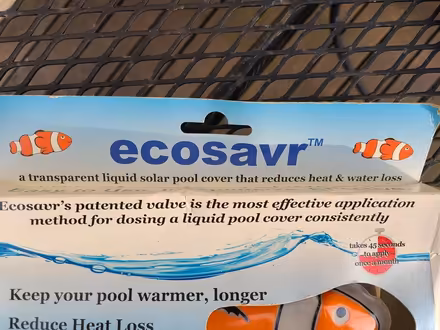 ecosavr™
a transparent liquid solar pool cover that reduces heat & water loss
Ecosavr's patented valve is the most effective application
method for dosing a liquid pool cover consistently
takes 45 seconds
to apply
once a month
Keep your pool warmer, longer
Reduce Heat Loss